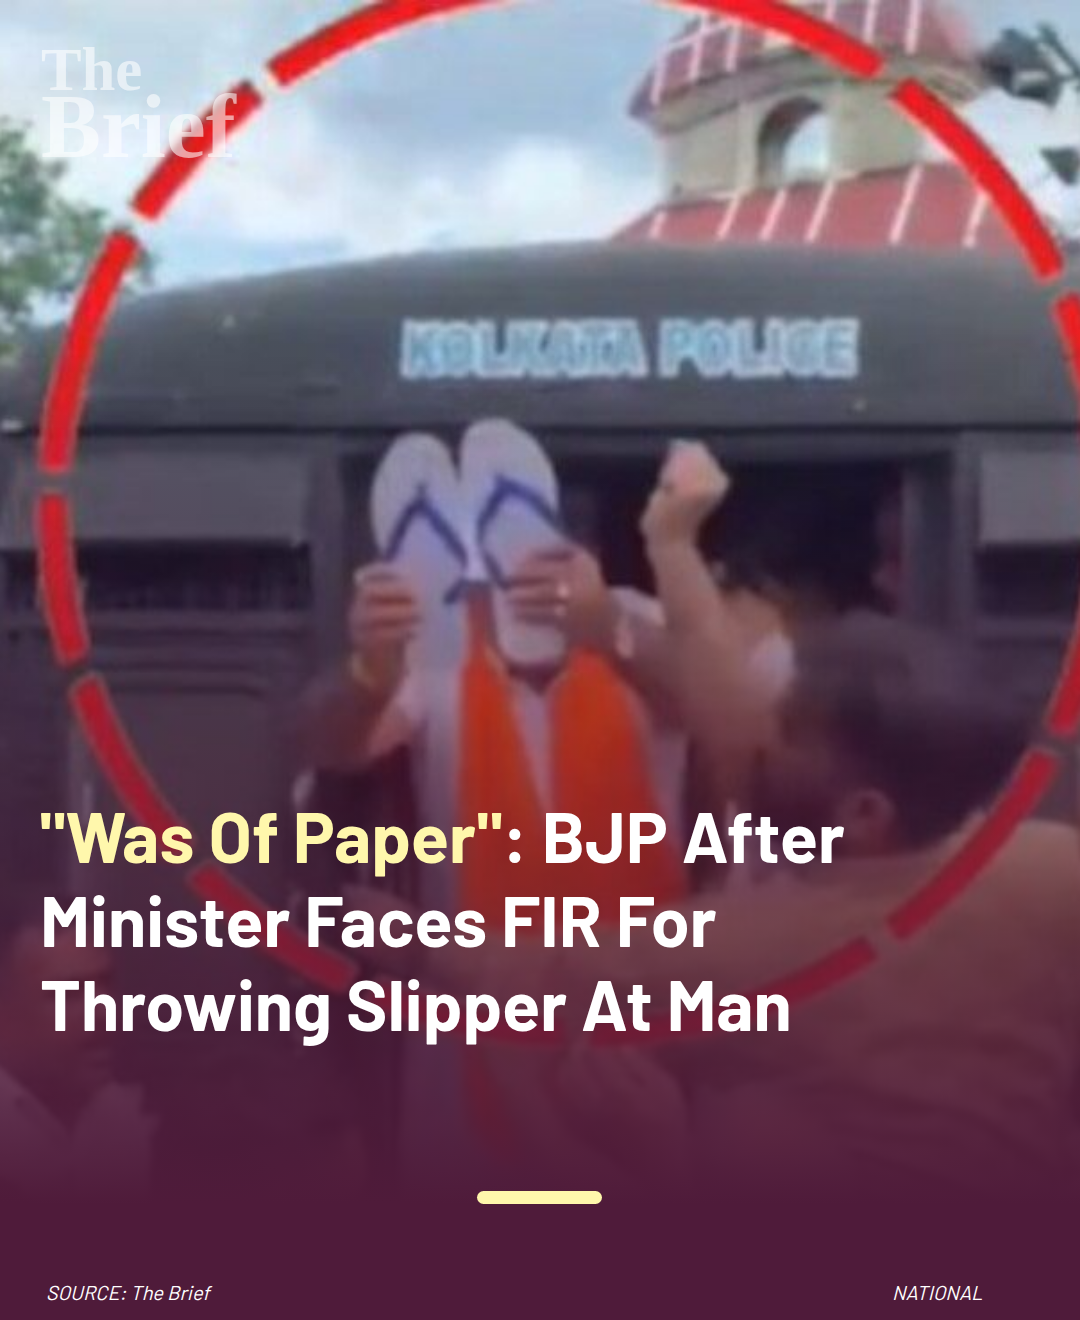 The
Brief
KOLKATA POLICE
"Was Of Paper": BJP After
Minister Faces FIR For
Throwing Slipper At Man
SOURCE: The Brief
NATIONAL